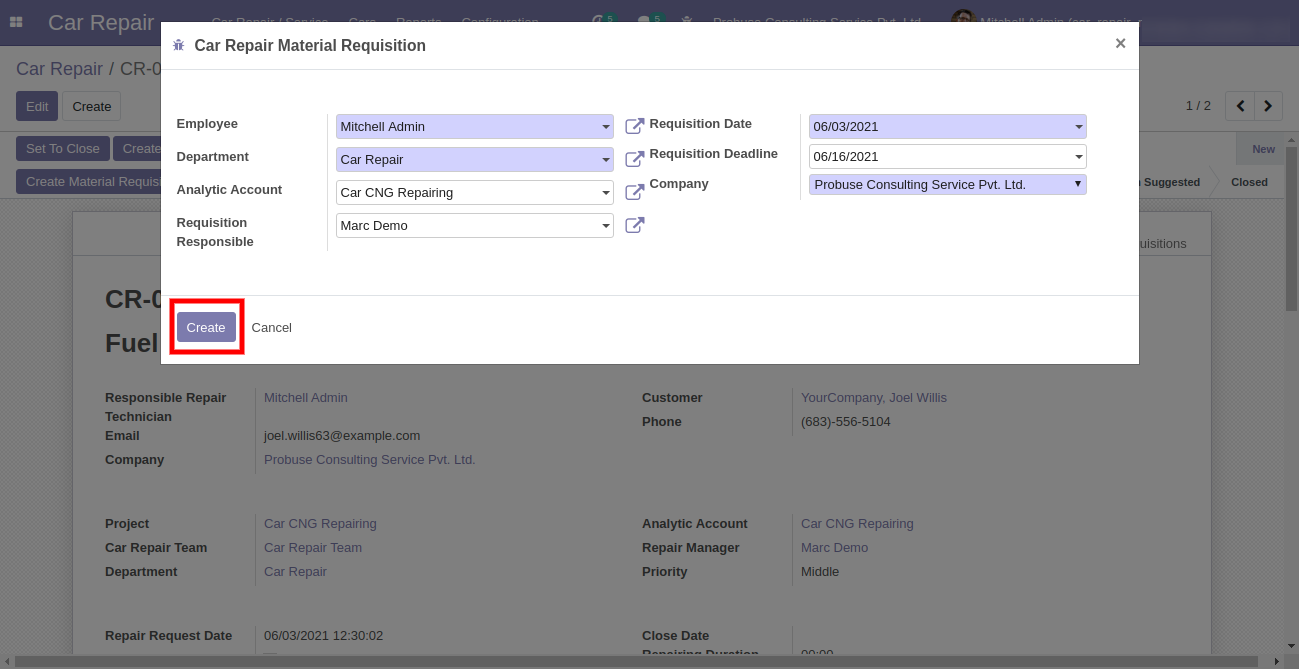 Car Repair
Car Repair / Service Cars Reports Configuration 5 5 Probuse Consulting Service Pvt. Ltd.
Car Repair Material Requisition ×
Car Repair / CR-0
Edit Create 1 / 2
Set To Close Create New
Create Material Requisi Suggested Closed
Employee Mitchell Admin Requisition Date 06/03/2021
Department Car Repair Requisition Deadline 06/16/2021
Analytic Account Car CNG Repairing Company Probuse Consulting Service Pvt. Ltd.
Requisition Responsible Marc Demo
uisitions
CR-0
Create Cancel
Fuel
Responsible Repair Technician Mitchell Admin Customer YourCompany, Joel Willis
Phone (683)-556-5104
Email joel.willis63@example.com
Company Probuse Consulting Service Pvt. Ltd.
Project Car CNG Repairing Analytic Account Car CNG Repairing
Car Repair Team Car Repair Team Repair Manager Marc Demo
Department Car Repair Priority Middle
Repair Request Date 06/03/2021 12:30:02 Close Date
Repairing Duration 00:00